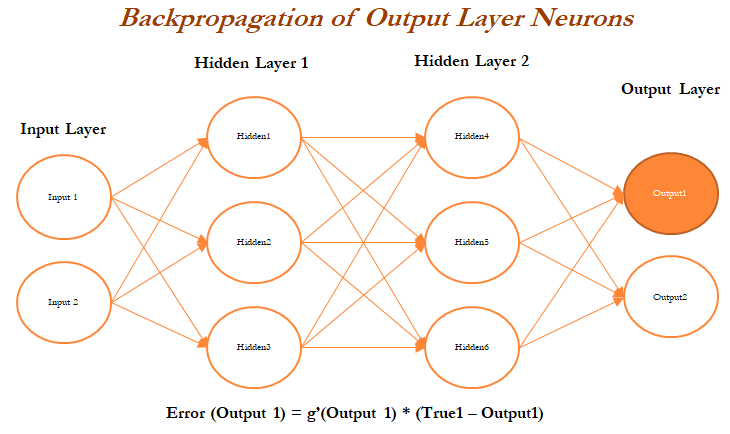 Backpropagation of Output Layer Neurons
Hidden Layer 1
Hidden Layer 2
Output Layer
Input Layer
Hidden1
Hidden4
Input 1
Output1
Hidden2
Hidden5
Input 2
Output2
Hidden3
Hidden6
Error (Output 1) = g’(Output 1) * (True1 – Output1)